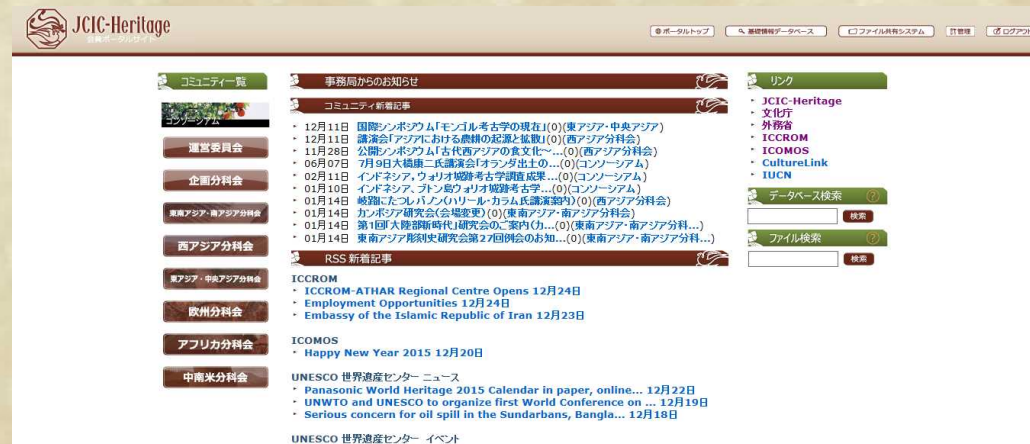 JCIC-Heritage
会員ポータルサイト
ポータルトップ
基礎情報データベース
ファイル共有システム
管理
ログアウト
コミュニティ一覧
コンソーシアム
運営委員会
企画分科会
東南アジア・南アジア分科会
西アジア分科会
東アジア・中央アジア分科会
欧州分科会
アフリカ分科会
中南米分科会
事務局からのお知らせ
コミュニティ新着記事
12月11日 国際シンポジウム「モンゴル考古学の現在」(0)(東アジア・中央アジア)
12月11日 講演会「アジアにおける農耕の起源と拡散」(0)(西アジア分科会)
11月28日 公開シンポジウム「古代西アジアの食文化~...(0)(西アジア分科会)
06月07日 7月9日大橋康二氏講演会「オランダ出土の...(0)(コンソーシアム)
02月11日 インドネシア,ウォリオ城跡考古学調査成果...(0)(コンソーシアム)
01月10日 インドネシア、ブトン島ウォリオ城跡考古学...(0)(コンソーシアム)
01月14日 岐路にたつレバノン(ハリール・カラム氏講演案内)(0)(西アジア分科会)
01月14日 カンボジア研究会(会場変更)(0)(東南アジア・南アジア分科会)
01月14日 第1回「大陸部新時代」研究会のご案内(カ...(0)(東南アジア・南アジア分科...)
01月14日 東南アジア彫刻史研究会第27回例会のお知...(0)(東南アジア・南アジア分科...)
RSS 新着記事
ICCROM
ICCROM-ATHAR Regional Centre Opens 12月24日
Employment Opportunities 12月24日
Embassy of the Islamic Republic of Iran 12月23日
ICOMOS
Happy New Year 2015 12月20日
UNESCO 世界遺産センター ニュース
Panasonic World Heritage 2015 Calendar in paper, online... 12月22日
UNWTO and UNESCO to organize first World Conference on ... 12月19日
Serious concern for oil spill in the Sundarbans, Bangla... 12月18日
UNESCO 世界遺産センター イベント
リンク
JCIC-Heritage
文化庁
外務省
ICCROM
ICOMOS
CultureLink
IUCN
データベース検索
検索
ファイル検索
検索